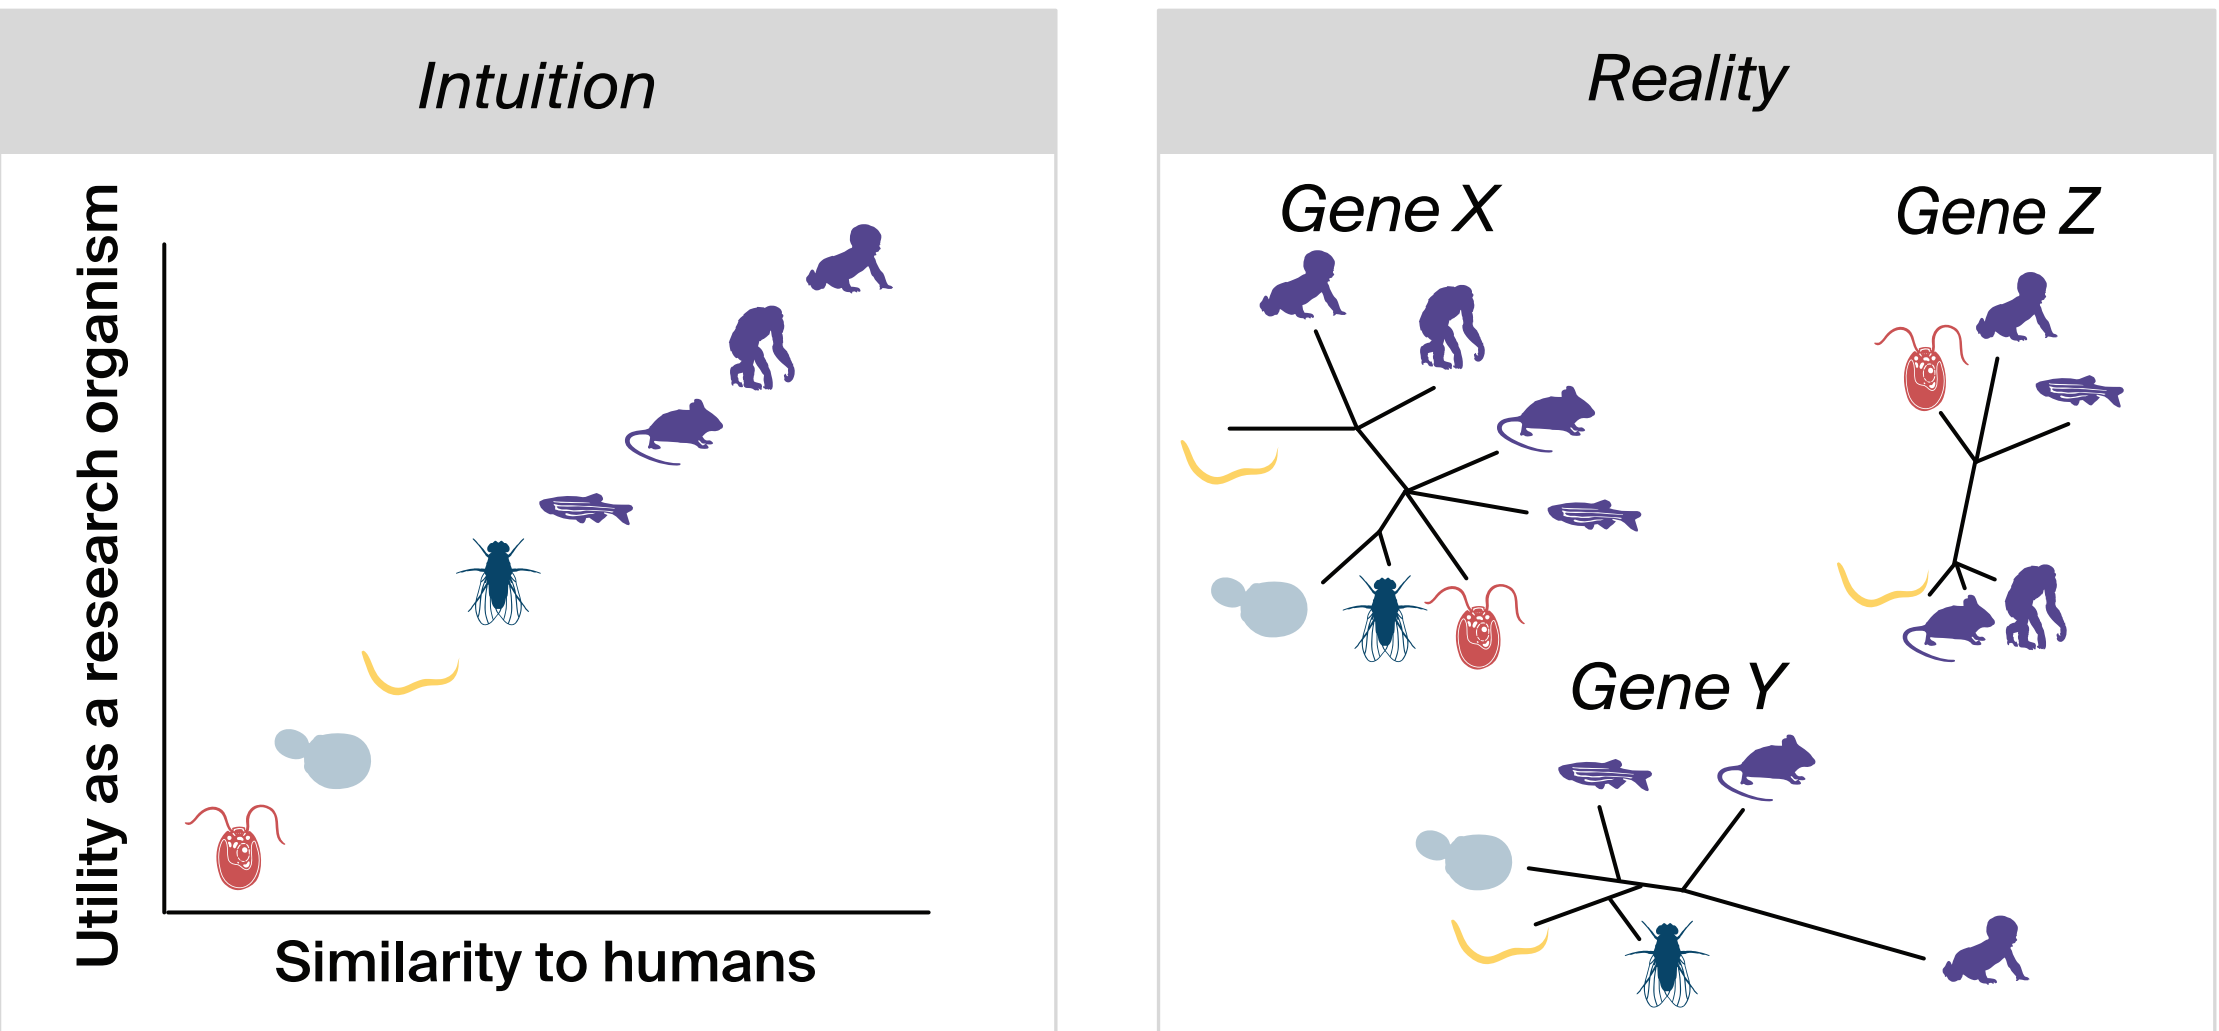 Intuition
Utility as a research organism
Similarity to humans
Reality
Gene X
Gene Z
Gene Y